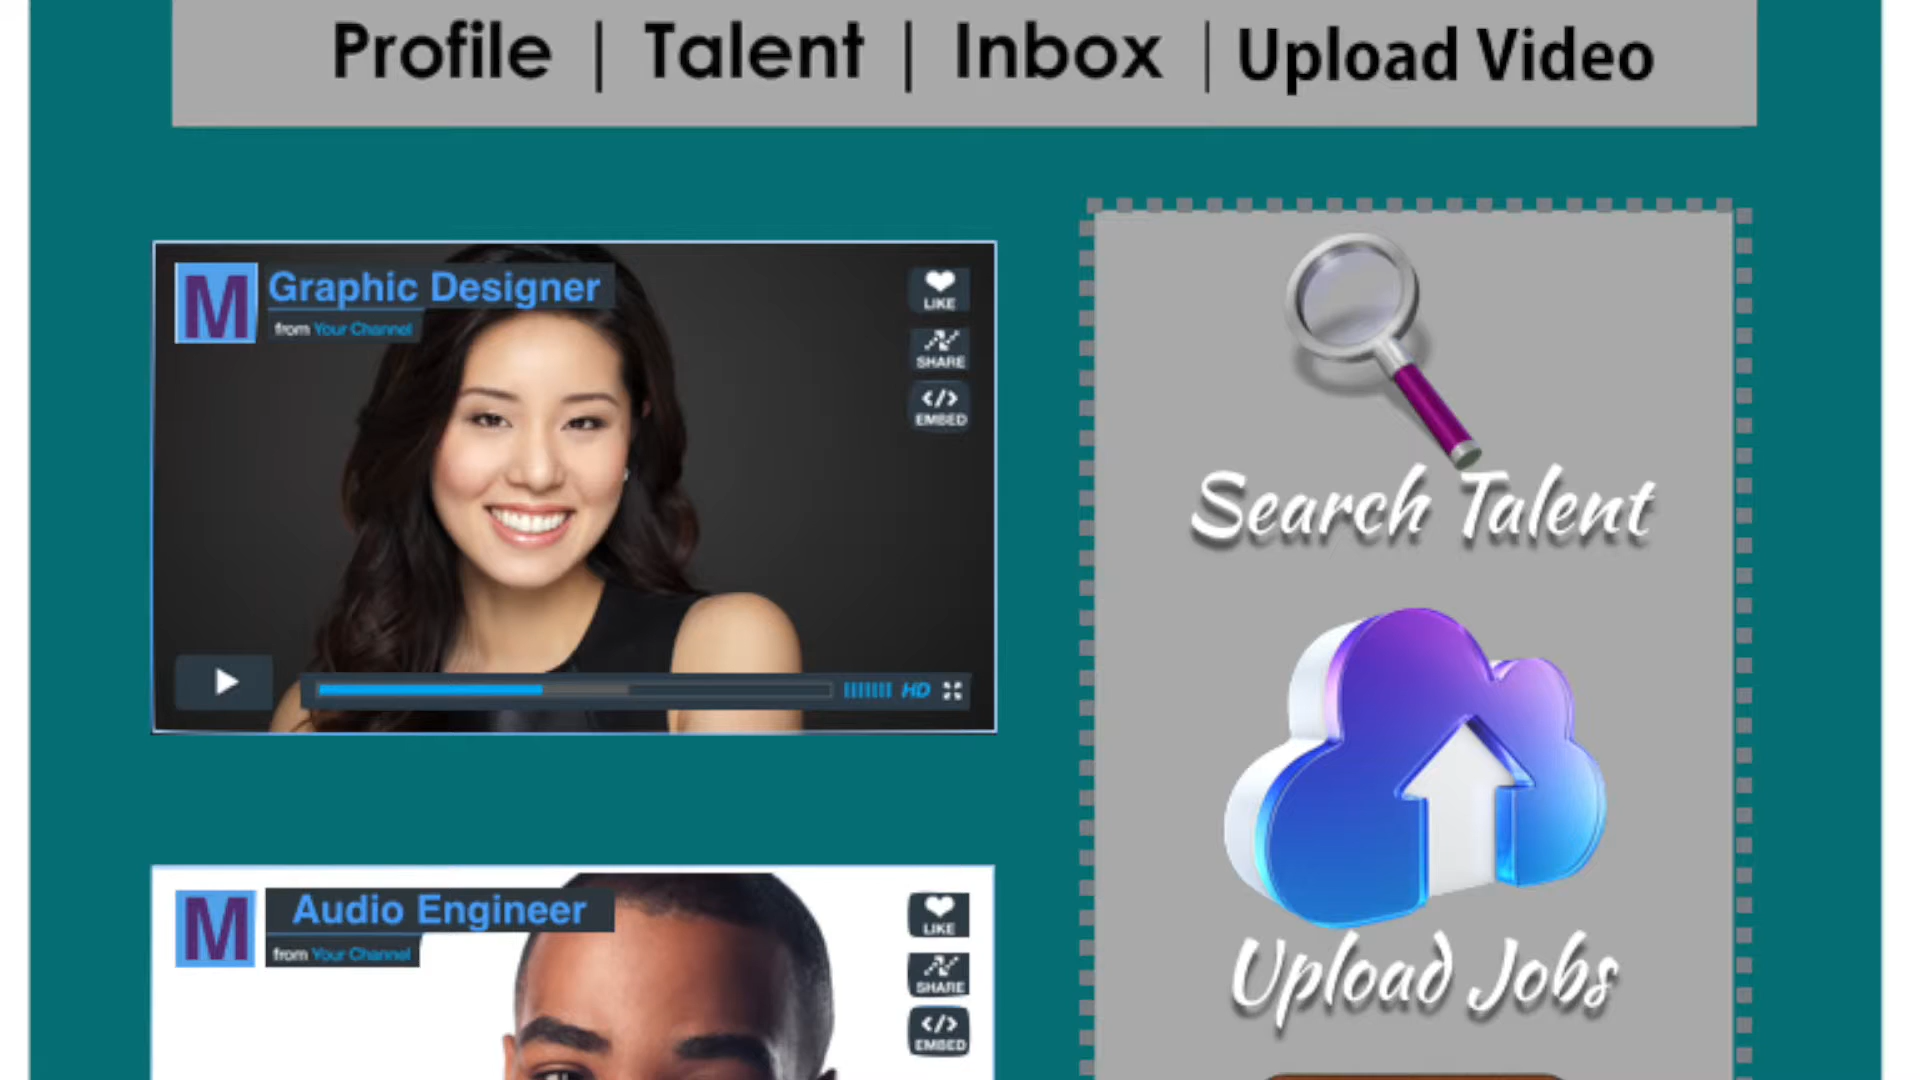 Profile | Talent | Inbox | Upload Video
M Graphic Designer
from Your Channel
LIKE
SHARE
</> EMBED
HD
Search Talent
Upload Jobs
M Audio Engineer
from Your Channel
LIKE
SHARE
</> EMBED